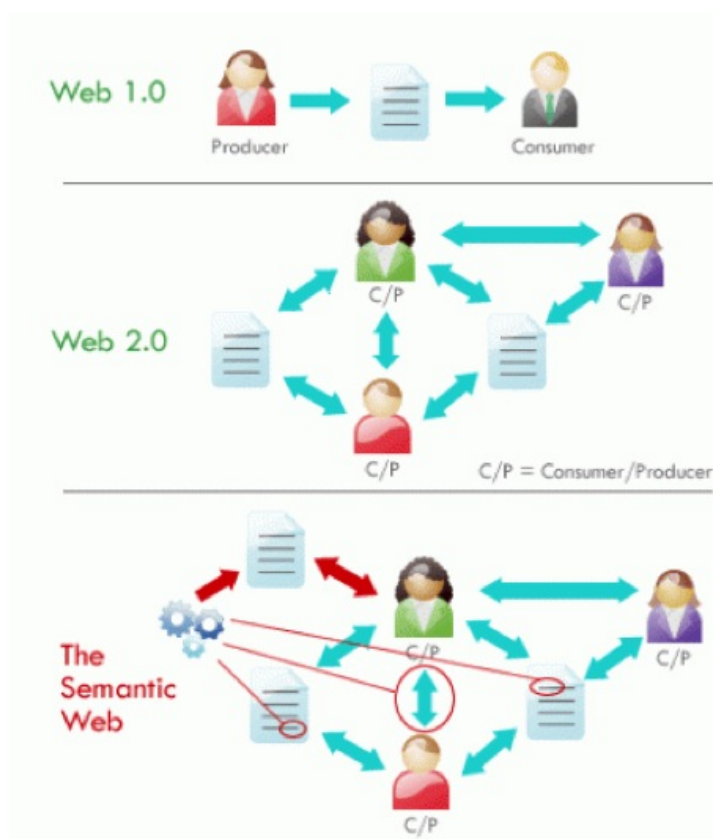 Web 1.0
Producer
Consumer
C/P
C/P
Web 2.0
C/P
C/P = Consumer/Producer
C/P
C/P
The
Semantic
Web
C/P